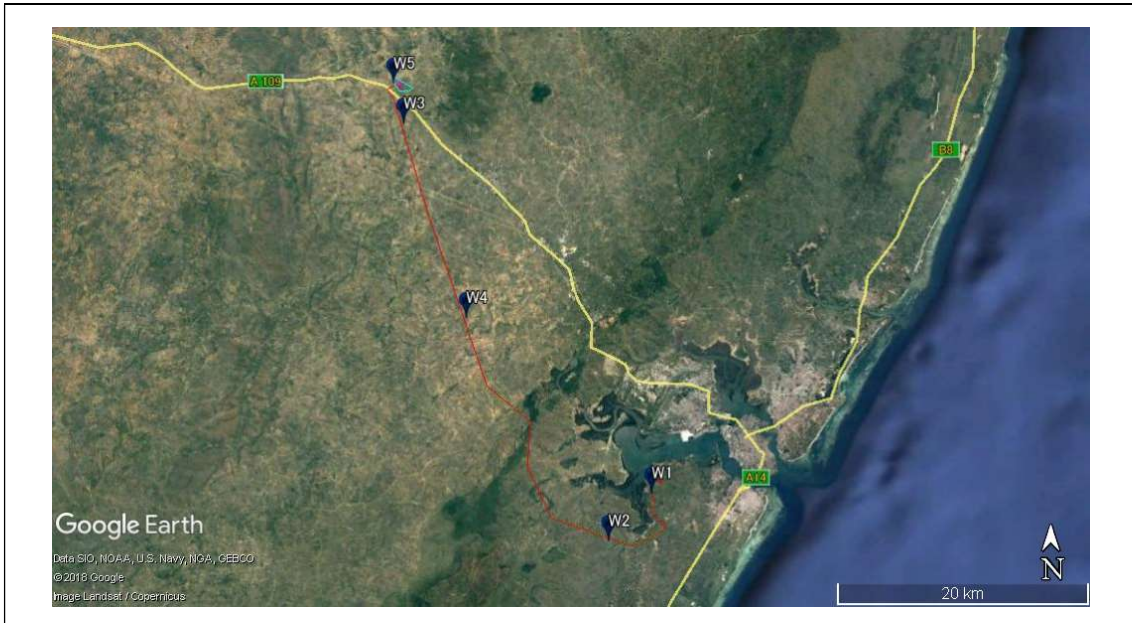 W5
A 109
W3
B8
W4
W1
A14
W2
Google Earth
Data SIO, NOAA, U.S. Navy, NGA, GEBCO
©2018 Google
Image Landsat / Copernicus
N
20 km